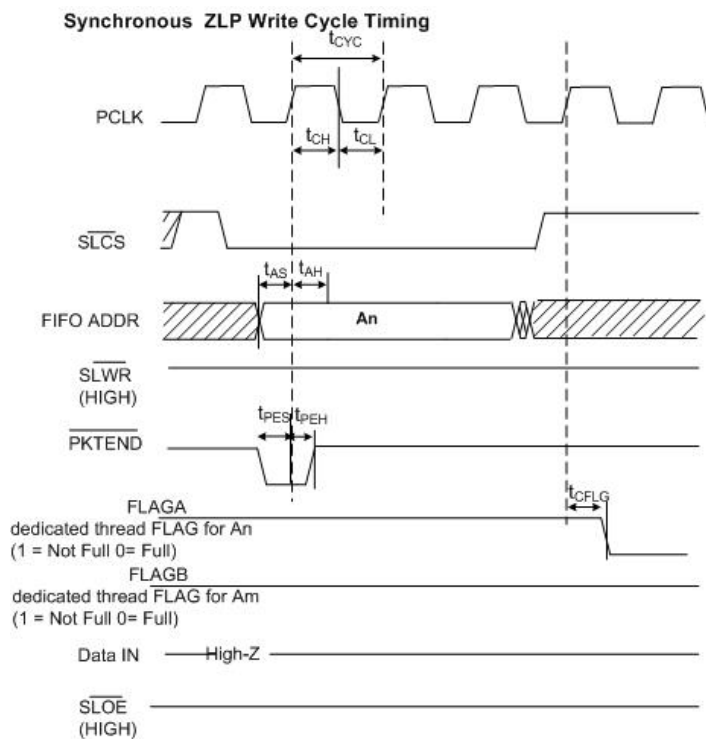 Synchronous ZLP Write Cycle Timing
tCYC
PCLK
tCH
tCL
SLCS
tAS
tAH
FIFO ADDR
An
SLWR
(HIGH)
tPES
tPEH
PKTEND
FLAGA
dedicated thread FLAG for An
(1 = Not Full 0= Full)
tCFLG
FLAGB
dedicated thread FLAG for Am
(1 = Not Full 0= Full)
Data IN
High-Z
SLOE
(HIGH)